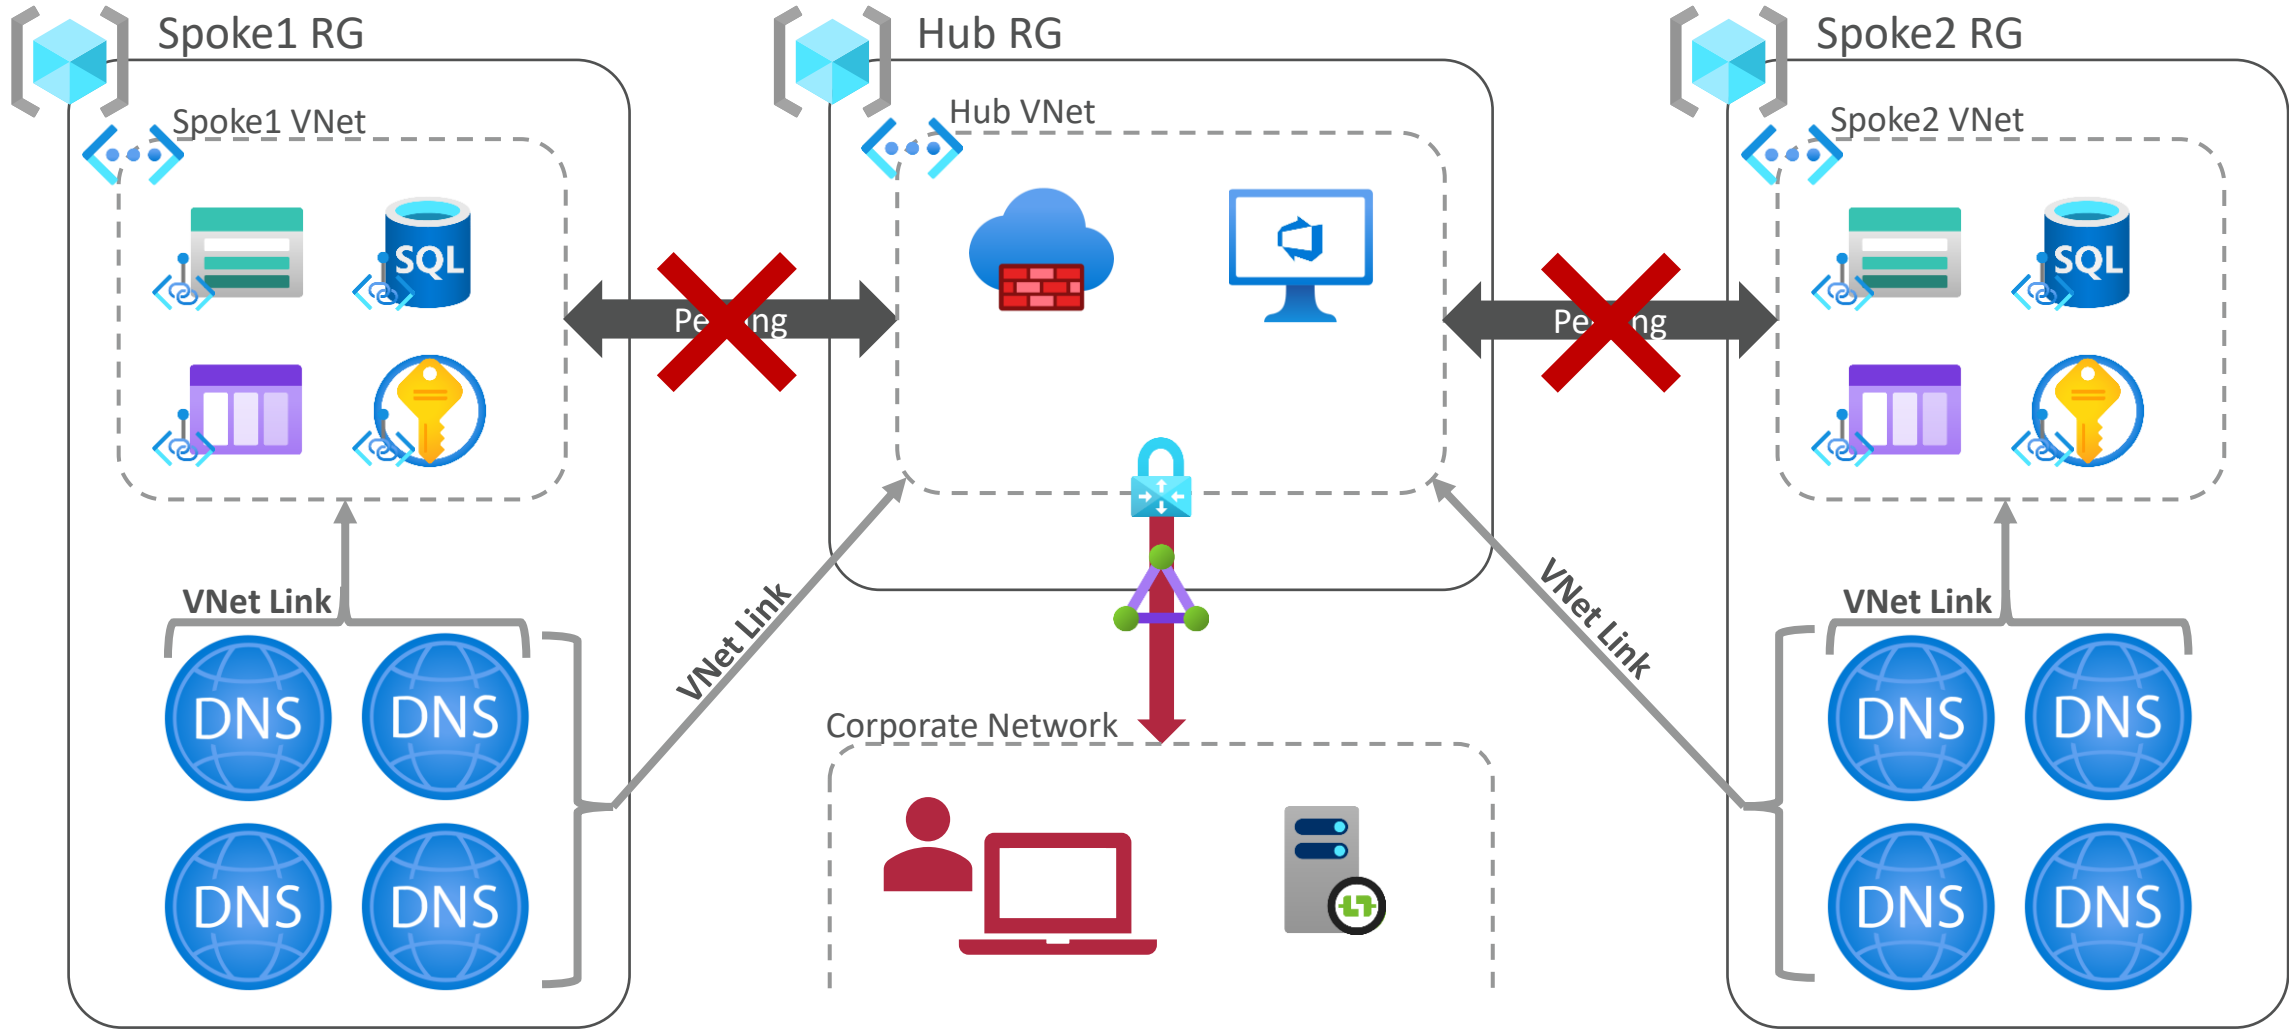 Spoke1 RG
Hub RG
Spoke2 RG
Spoke1 VNet
Hub VNet
Spoke2 VNet
SQL
SQL
VNet Link
VNet Link
VNet Link
VNet Link
DNS
DNS
DNS
DNS
Corporate Network
DNS
DNS
DNS
DNS